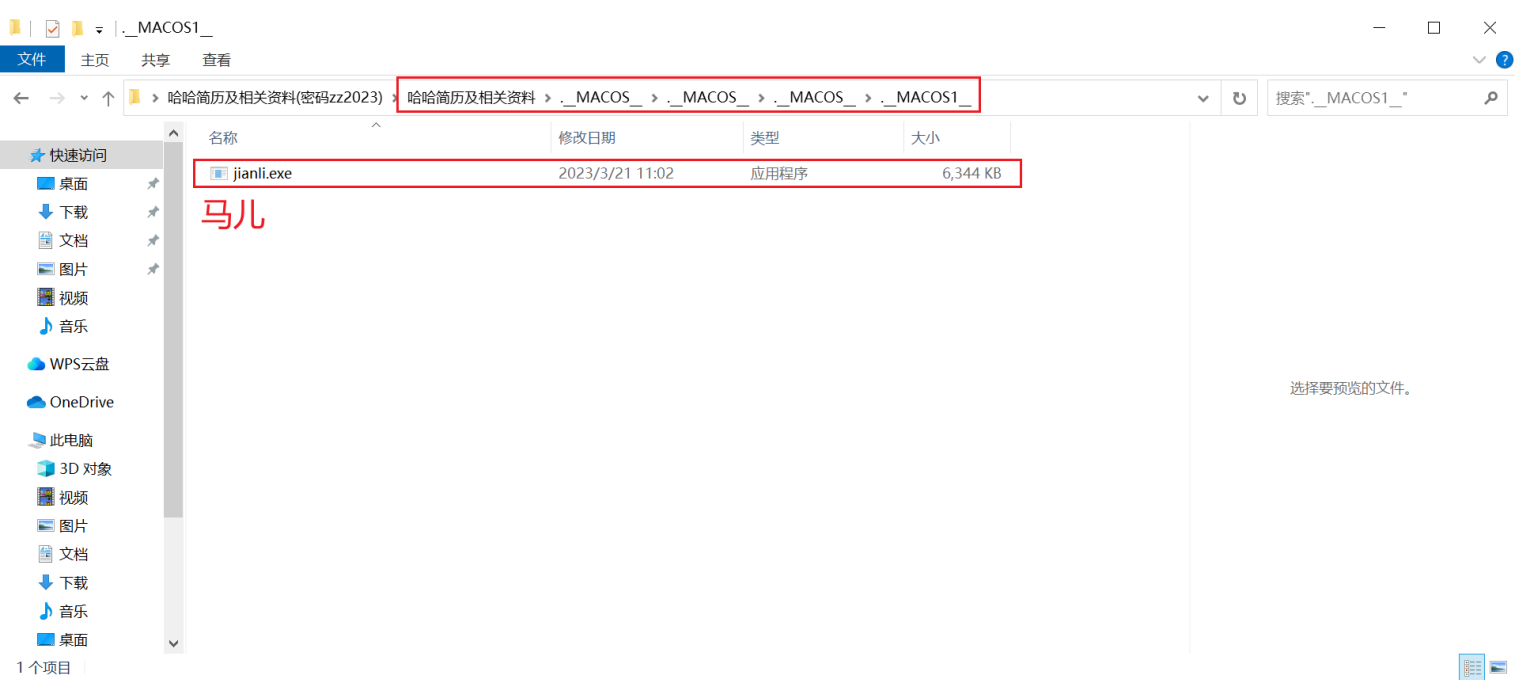 ._MACOS1__
文件 主页 共享 查看
哈哈简历及相关资料(密码zz2023) 哈哈简历及相关资料 ._MACOS__ ._MACOS__ ._MACOS__ ._MACOS1__ 搜索"._MACOS1__"
名称 修改日期 类型 大小
jianli.exe 2023/3/21 11:02 应用程序 6,344 KB
马儿
快速访问
桌面
下载
文档
图片
视频
音乐
WPS云盘
OneDrive
此电脑
3D 对象
视频
图片
文档
下载
音乐
桌面
选择要预览的文件。
1 个项目